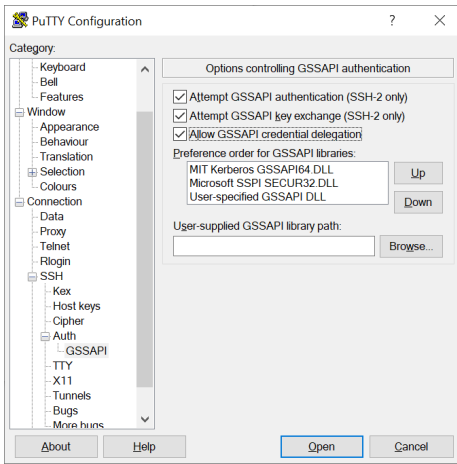 PuTTY Configuration
?
Category:
Keyboard
Bell
Features
Window
Appearance
Behaviour
Translation
Selection
Colours
Connection
Data
Proxy
Telnet
Rlogin
SSH
Kex
Host keys
Cipher
Auth
GSSAPI
TTY
X11
Tunnels
Bugs
More bugs
Options controlling GSSAPI authentication
Attempt GSSAPI authentication (SSH-2 only)
Attempt GSSAPI key exchange (SSH-2 only)
Allow GSSAPI credential delegation
Preference order for GSSAPI libraries:
MIT Kerberos GSSAPI64.DLL
Microsoft SSPI SECUR32.DLL
User-specified GSSAPI DLL
Up
Down
User-supplied GSSAPI library path:
Browse...
About
Help
Open
Cancel